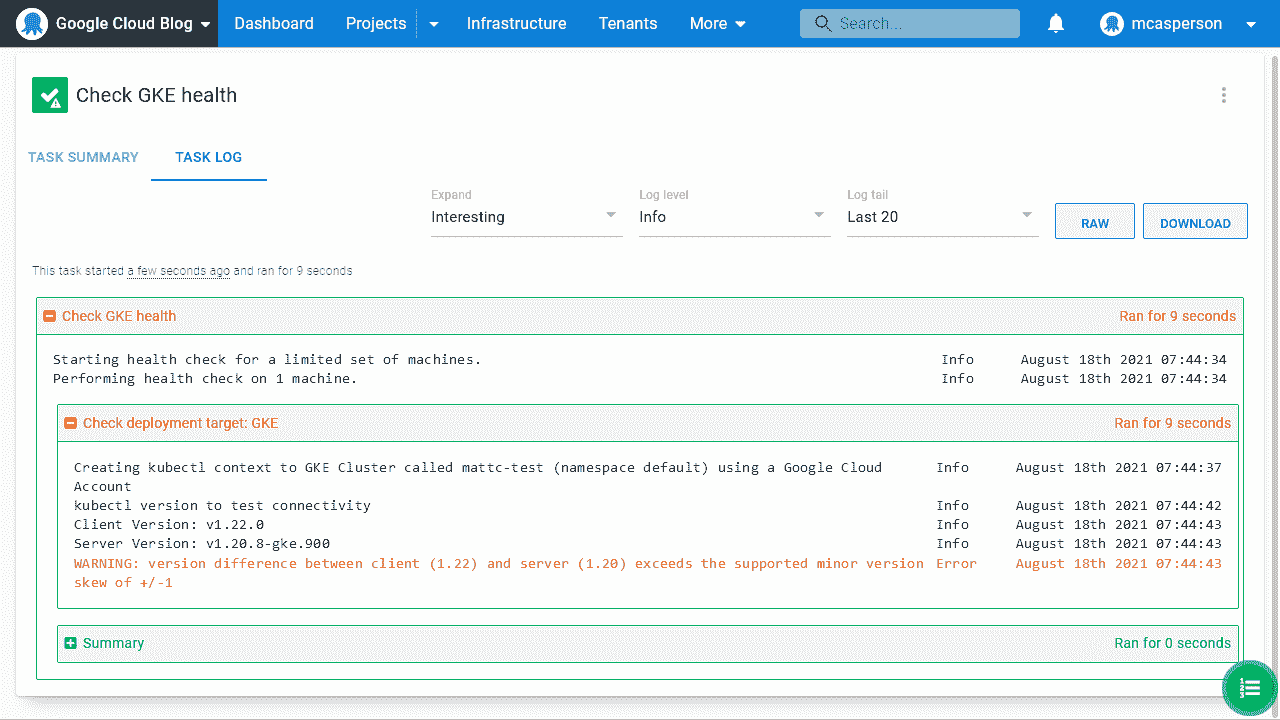 Google Cloud Blog Dashboard Projects Infrastructure Tenants More Search... mcasperson
Check GKE health
TASK SUMMARY TASK LOG
Expand Log level Log tail
Interesting Info Last 20 RAW DOWNLOAD
This task started a few seconds ago and ran for 9 seconds
Check GKE health Ran for 9 seconds
Starting health check for a limited set of machines. Info August 18th 2021 07:44:34
Performing health check on 1 machine. Info August 18th 2021 07:44:34
Check deployment target: GKE Ran for 9 seconds
Creating kubectl context to GKE Cluster called mattc-test (namespace default) using a Google Cloud Info August 18th 2021 07:44:37
Account
kubectl version to test connectivity Info August 18th 2021 07:44:42
Client Version: v1.22.0 Info August 18th 2021 07:44:43
Server Version: v1.20.8-gke.900 Info August 18th 2021 07:44:43
WARNING: version difference between client (1.22) and server (1.20) exceeds the supported minor version Error August 18th 2021 07:44:43
skew of +/-1
Summary Ran for 0 seconds